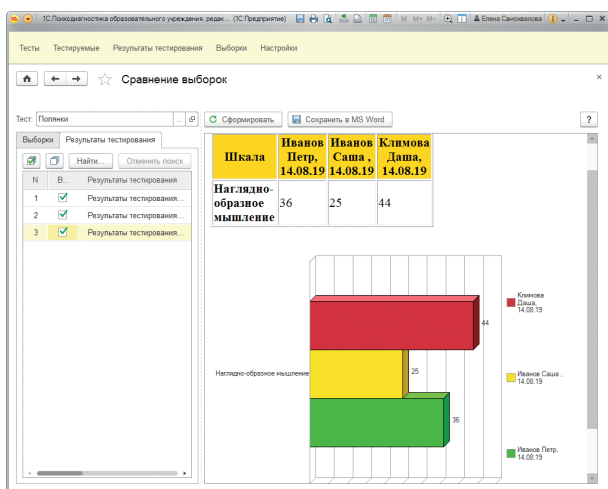 1С:Психодиагностика образовательного учреждения, редак... (1С:Предприятие) M M+ M- Елена Самохвалова
Тесты Тестируемые Результаты тестирования Выборки Настройки
Сравнение выборок
Тест: Полянки ...
Сформировать Сохранить в MS Word ?
Выборки Результаты тестирования
Найти... Отменить поиск
N В... Результаты тестирования
1 Результаты тестирования...
2 Результаты тестирования...
3 Результаты тестирования...
Шкала Иванов Петр, 14.08.19 Иванов Саша , 14.08.19 Климова Даша, 14.08.19
Наглядно-
образное
мышление 36 25 44
Наглядно-образное мышление
44
25
36
Климова
Даша,
14.08.19
Иванов Саша ,
14.08.19
Иванов Петр,
14.08.19